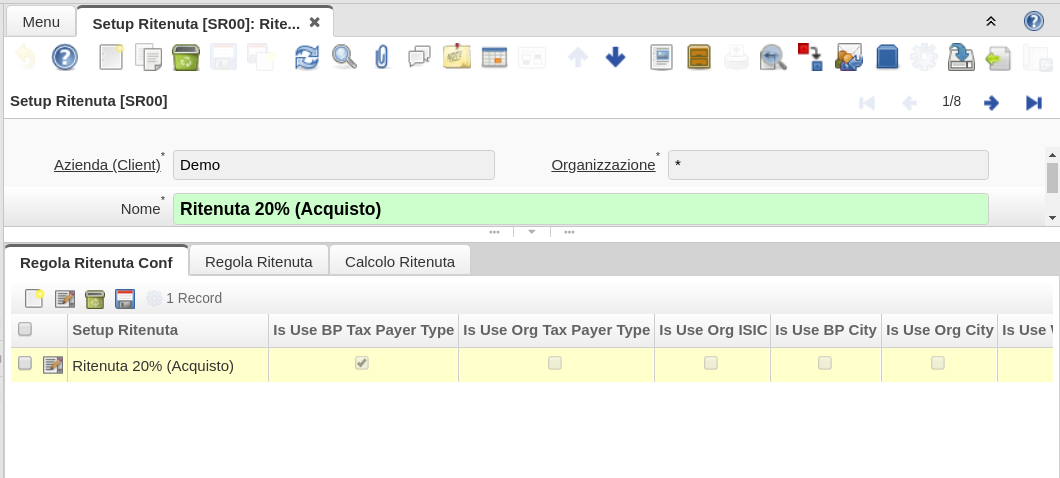 Menu
Setup Ritenuta [SR00]: Rite...
Setup Ritenuta [SR00]
1/8
Azienda (Client)* Demo Organizzazione* *
Nome* Ritenuta 20% (Acquisto)
Regola Ritenuta Conf Regola Ritenuta Calcolo Ritenuta
1 Record
Setup Ritenuta Is Use BP Tax Payer Type Is Use Org Tax Payer Type Is Use Org ISIC Is Use BP City Is Use Org City Is Use
Ritenuta 20% (Acquisto)